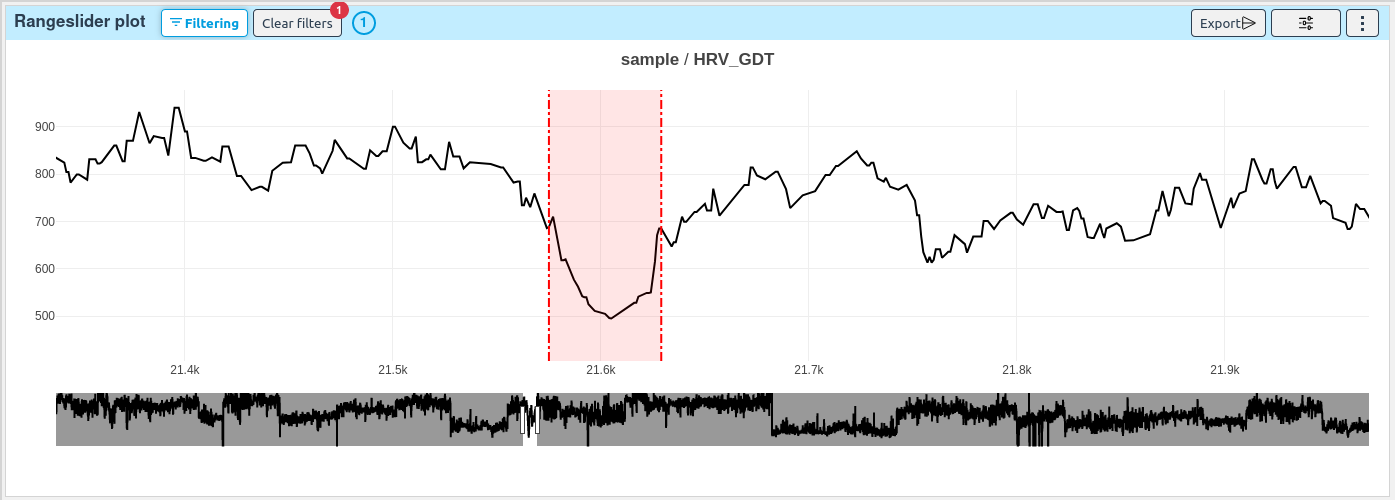 Rangeslider plot Filtering Clear filters 1 1 Export
sample / HRV_GDT
900
800
700
600
500
21.4k 21.5k 21.6k 21.7k 21.8k 21.9k